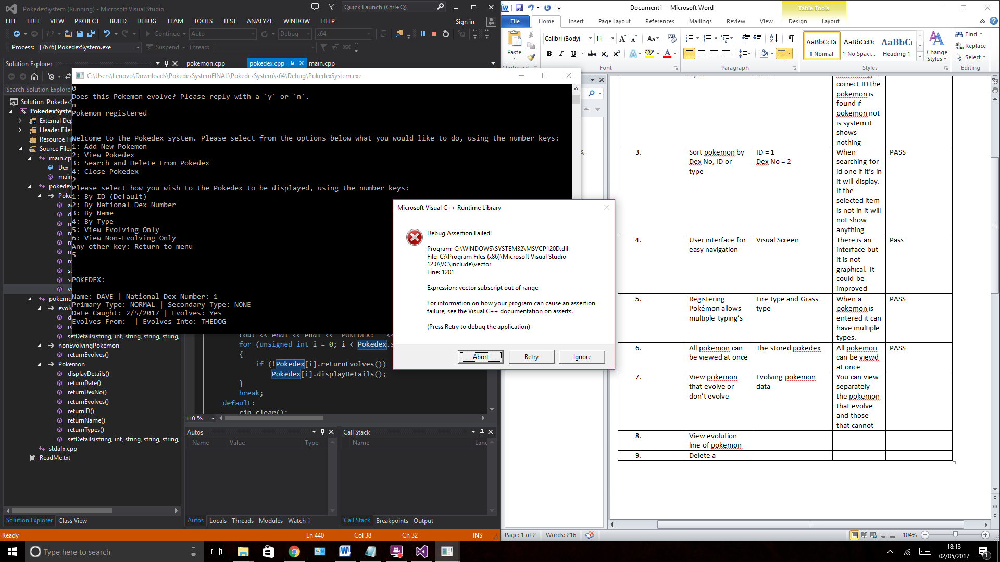 PokedexSystem (Running) - Microsoft Visual Studio
Quick Launch (Ctrl+Q)
FILE EDIT VIEW PROJECT BUILD DEBUG TEAM TOOLS TEST ANALYZE WINDOW HELP
Sign in
Continue Auto Debug x64
Process: [7676] PokedexSystem.exe Suspend Thread:
Solution Explorer
pokemon.cpp pokedex.cpp main.cpp
Search Solution Explorer
Solution 'PokedexS
PokedexSyste
External Dep
Header Files
Resource Fi
Source Files
main.cp
Dex
main
pokedex
Poke
pokemo
evol
setDetails(string, int, string, string, string,
nonEvolvingPokemon
returnEvolves()
Pokemon
displayDetails()
returnDate()
returnDexNo()
returnEvolves()
returnID()
returnName()
returnTypes()
setDetails(string, int, string, string, string,
stdafx.cpp
ReadMe.txt
Solution Explorer Class View
C:\Users\Lenovo\Downloads\PokedexSystemFINAL\PokedexSystem\x64\Debug\PokedexSystem.exe
0
Does this Pokemon evolve? Please reply with a 'y' or 'n'.
n
Pokemon registered
Welcome to the Pokedex system. Please select from the options below what you would like to do, using the number keys:
1: Add New Pokemon
2: View Pokedex
3: Search and Delete From Pokedex
4: Close Pokedex
2
Please select how you wish to the Pokedex to be displayed, using the number keys:
1: By ID (Default)
2: By National Dex Number
3: By Name
4: By Type
5: View Evolving Only
6: View Non-Evolving Only
Any other key: Return to menu
5
POKEDEX:
Name: DAVE | National Dex Number: 1
Primary Type: NORMAL | Secondary Type: NONE
Date Caught: 2/5/2017 | Evolves: Yes
Evolves From:  | Evolves Into: THEDOG
cout << endl << endl << "POKEDEX: " <<
for (unsigned int i = 0; i < Pokedex.s
{
if (!Pokedex[i].returnEvolves())
Pokedex[i].displayDetails();
}
break;
default:
cin.clear();
110 %
Autos
Name Value Type
Autos Locals Threads Modules Watch 1
Call Stack
Name Lang
Call Stack Breakpoints Output
Ready Ln 440 Col 38 Ch 32 INS
Microsoft Visual C++ Runtime Library
Debug Assertion Failed!
Program: C:\WINDOWS\SYSTEM32\MSVCP120D.dll
File: C:\Program Files (x86)\Microsoft Visual Studio
12.0\VC\include\vector
Line: 1201
Expression: vector subscript out of range
For information on how your program can cause an assertion
failure, see the Visual C++ documentation on asserts.
(Press Retry to debug the application)
Abort Retry Ignore
Document1 - Microsoft Word
Table Tools
File Home Insert Page Layout References Mailings Review View Design Layout
Paste
Clipboard
Calibri (Body) 11
Font
Paragraph
AaBbCcDc AaBbCcDc AaBbC
¶ Normal ¶ No Spaci... Heading 1
Change
Styles
Styles
Find
Replace
Select
Editing
correct ID the
pokemon is
found if
pokemon not
is system it
shows
nothing
3.
Sort pokemon by
Dex No, ID or
type
ID = 1
Dex No = 2
When
searching for
id one if it's in
it will display.
If the
selected item
is not in it will
not show
anything
PASS
4.
User interface for
easy navigation
Visual Screen
There is an
interface but
it is not
graphical. It
could be
improved
Pass
5.
Registering
Pokémon allows
multiple typing's
Fire type and Grass
type
When a
pokemon is
entered it can
have multiple
types.
PASS
6.
All pokemon can
be viewed at once
The stored pokedex
All pokemon
can be viewd
at once
PASS
7.
View pokemon
that evolve or
don't evolve
Evolving pokemon
data
You can view
separately
the pokemon
that evolve
and those
that cannot
8.
View evolution
line of pokemon
9.
Delete a
Page: 1 of 2 Words: 216 104%
Type here to search
18:13
02/05/2017
1